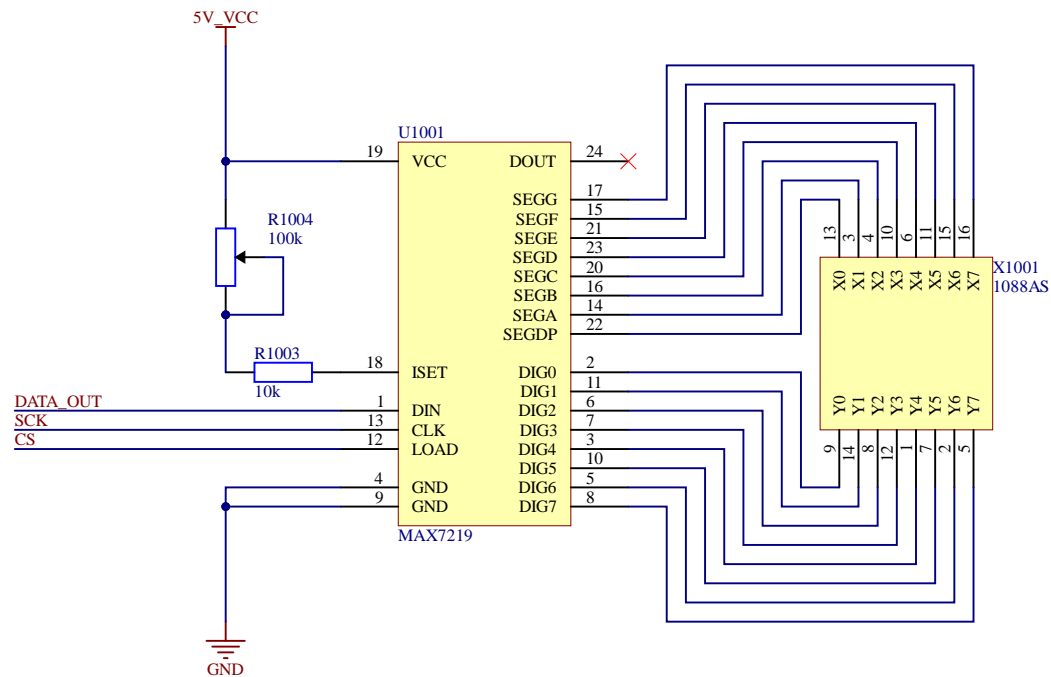 5V_VCC
U1001
19 VCC DOUT 24
SEGG 17
SEGF 15
SEGE 21
SEGD 23
SEGC 20
SEGB 16
SEGA 14
SEGDP 22
R1004
100k
R1003
10k
18 ISET DIG0 2
DIG1 11
DATA_OUT 1 DIN DIG2 6
SCK 13 CLK DIG3 7
CS 12 LOAD DIG4 3
DIG5 10
4 GND DIG6 5
9 GND DIG7 8
MAX7219
GND
13 3 4 10 6 11 15 16
X0 X1 X2 X3 X4 X5 X6 X7
X1001
1088AS
Y0 Y1 Y2 Y3 Y4 Y5 Y6 Y7
9 14 8 12 1 7 2 5